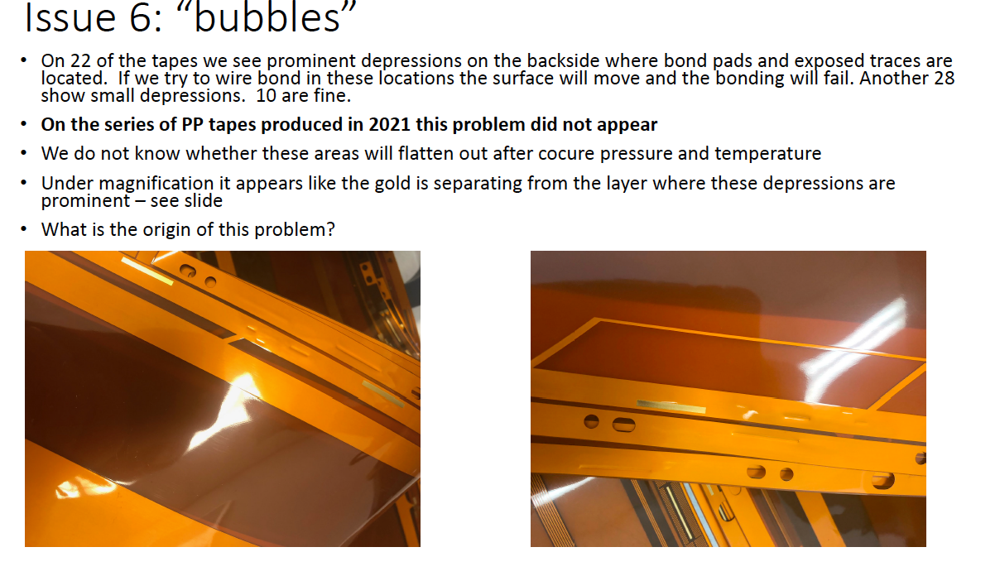 Issue 6: “bubbles”
• On 22 of the tapes we see prominent depressions on the backside where bond pads and exposed traces are
located.  If we try to wire bond in these locations the surface will move and the bonding will fail. Another 28
show small depressions.  10 are fine.
• On the series of PP tapes produced in 2021 this problem did not appear
• We do not know whether these areas will flatten out after cocure pressure and temperature
• Under magnification it appears like the gold is separating from the layer where these depressions are
prominent – see slide
• What is the origin of this problem?